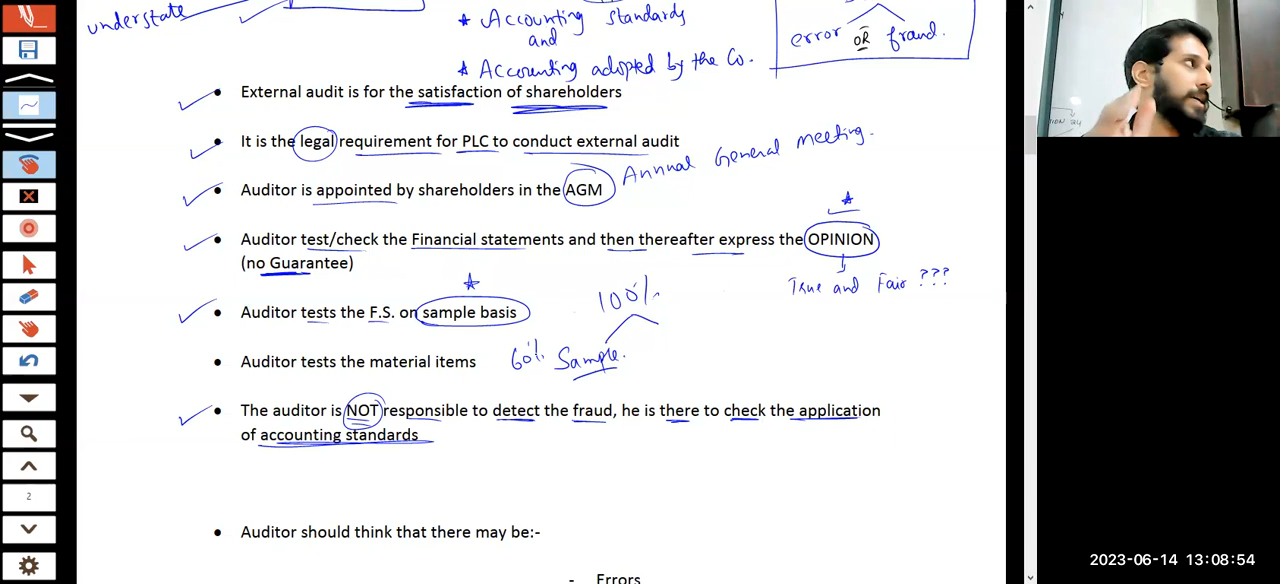 understate
* Accounting standards
and
* Accounting adopted by the Co.
error OR fraud.
• External audit is for the satisfaction of shareholders
• It is the legal requirement for PLC to conduct external audit
Annual General Meeting.
• Auditor is appointed by shareholders in the AGM
• Auditor test/check the Financial statements and then thereafter express the OPINION
(no Guarantee)
True and Fair ???
100%
• Auditor tests the F.S. on sample basis
• Auditor tests the material items
60% Sample.
• The auditor is NOT responsible to detect the fraud, he is there to check the application
of accounting standards
• Auditor should think that there may be:-
- Errors
2
2023-06-14 13:08:54